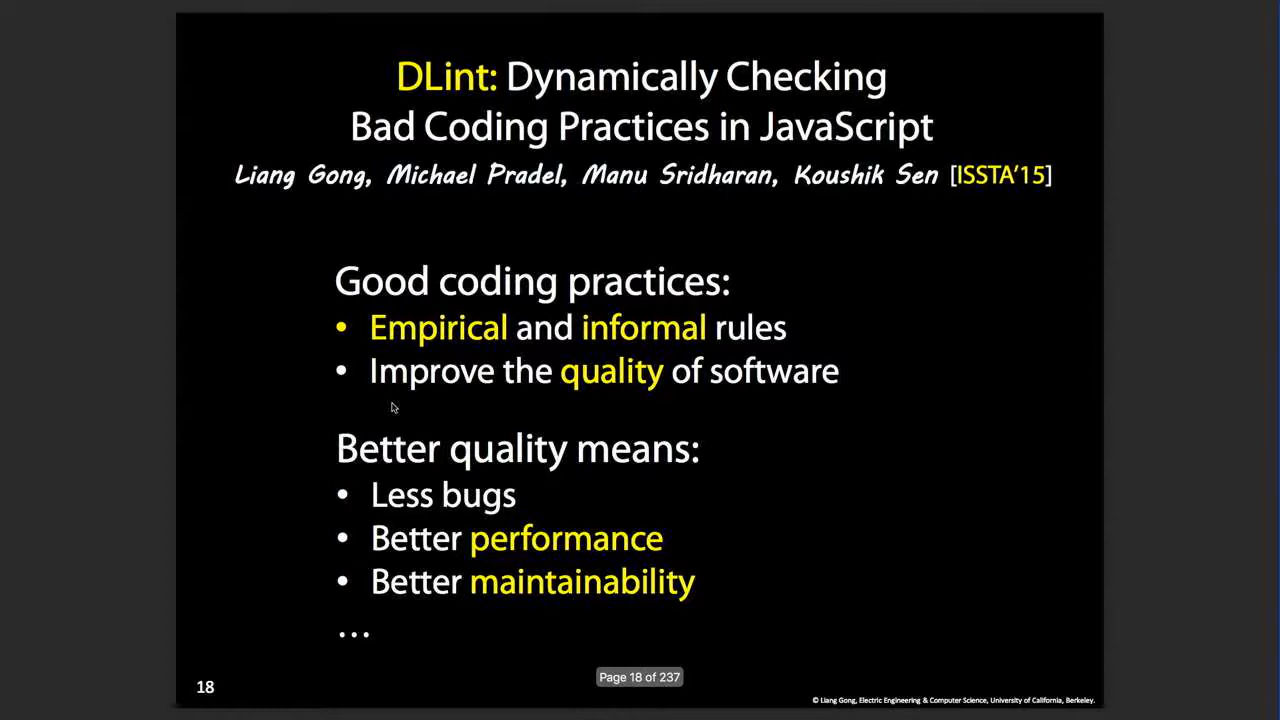 DLint: Dynamically Checking
Bad Coding Practices in JavaScript
Liang Gong, Michael Pradel, Manu Sridharan, Koushik Sen [ISSTA’15]
Good coding practices:
• Empirical and informal rules
• Improve the quality of software
Better quality means:
• Less bugs
• Better performance
• Better maintainability
...
Page 18 of 237
18
© Liang Gong, Electric Engineering & Computer Science, University of California, Berkeley.